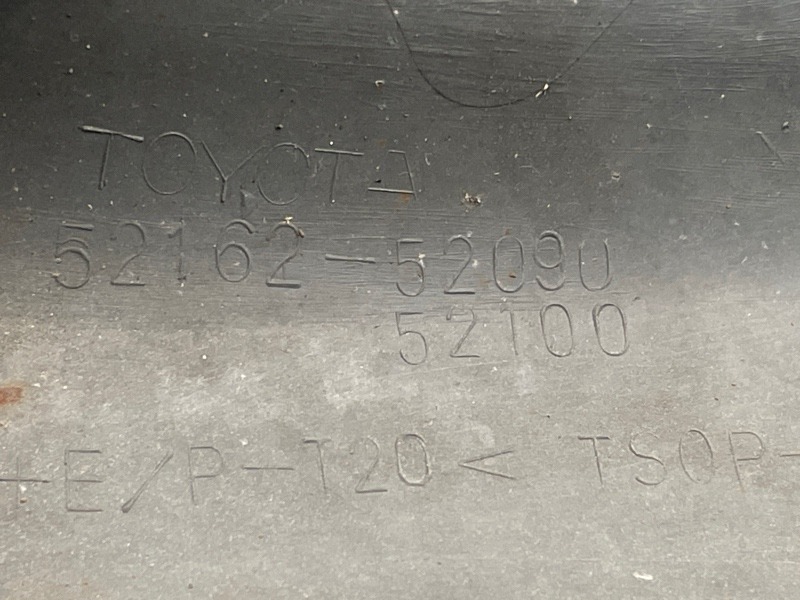 TOYOTA
52162-52090
52100
+E/P-T20< TSOP-